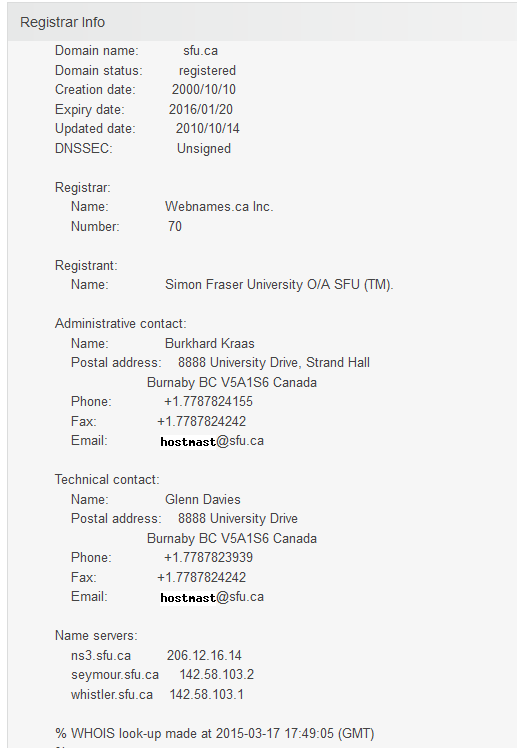 Registrar Info
Domain name: sfu.ca
Domain status: registered
Creation date: 2000/10/10
Expiry date: 2016/01/20
Updated date: 2010/10/14
DNSSEC: Unsigned
Registrar:
Name: Webnames.ca Inc.
Number: 70
Registrant:
Name: Simon Fraser University O/A SFU (TM).
Administrative contact:
Name: Burkhard Kraas
Postal address: 8888 University Drive, Strand Hall
Burnaby BC V5A1S6 Canada
Phone: +1.7787824155
Fax: +1.7787824242
Email: hostmast@sfu.ca
Technical contact:
Name: Glenn Davies
Postal address: 8888 University Drive
Burnaby BC V5A1S6 Canada
Phone: +1.7787823939
Fax: +1.7787824242
Email: hostmast@sfu.ca
Name servers:
ns3.sfu.ca 206.12.16.14
seymour.sfu.ca 142.58.103.2
whistler.sfu.ca 142.58.103.1
% WHOIS look-up made at 2015-03-17 17:49:05 (GMT)